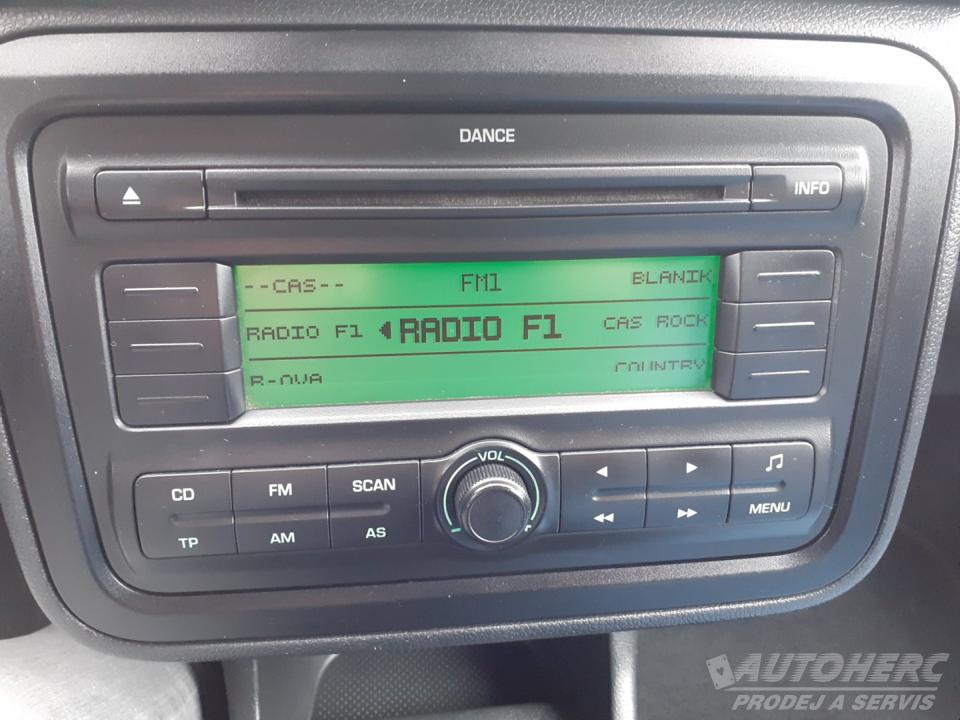 DANCE
INFO
--CAS-- FM1 BLANIK
RADIO F1 RADIO F1 CAS ROCK
R-OVA COUNTRY
CD FM SCAN VOL
TP AM AS MENU
AUTOHERC
PRODEJ A SERVIS